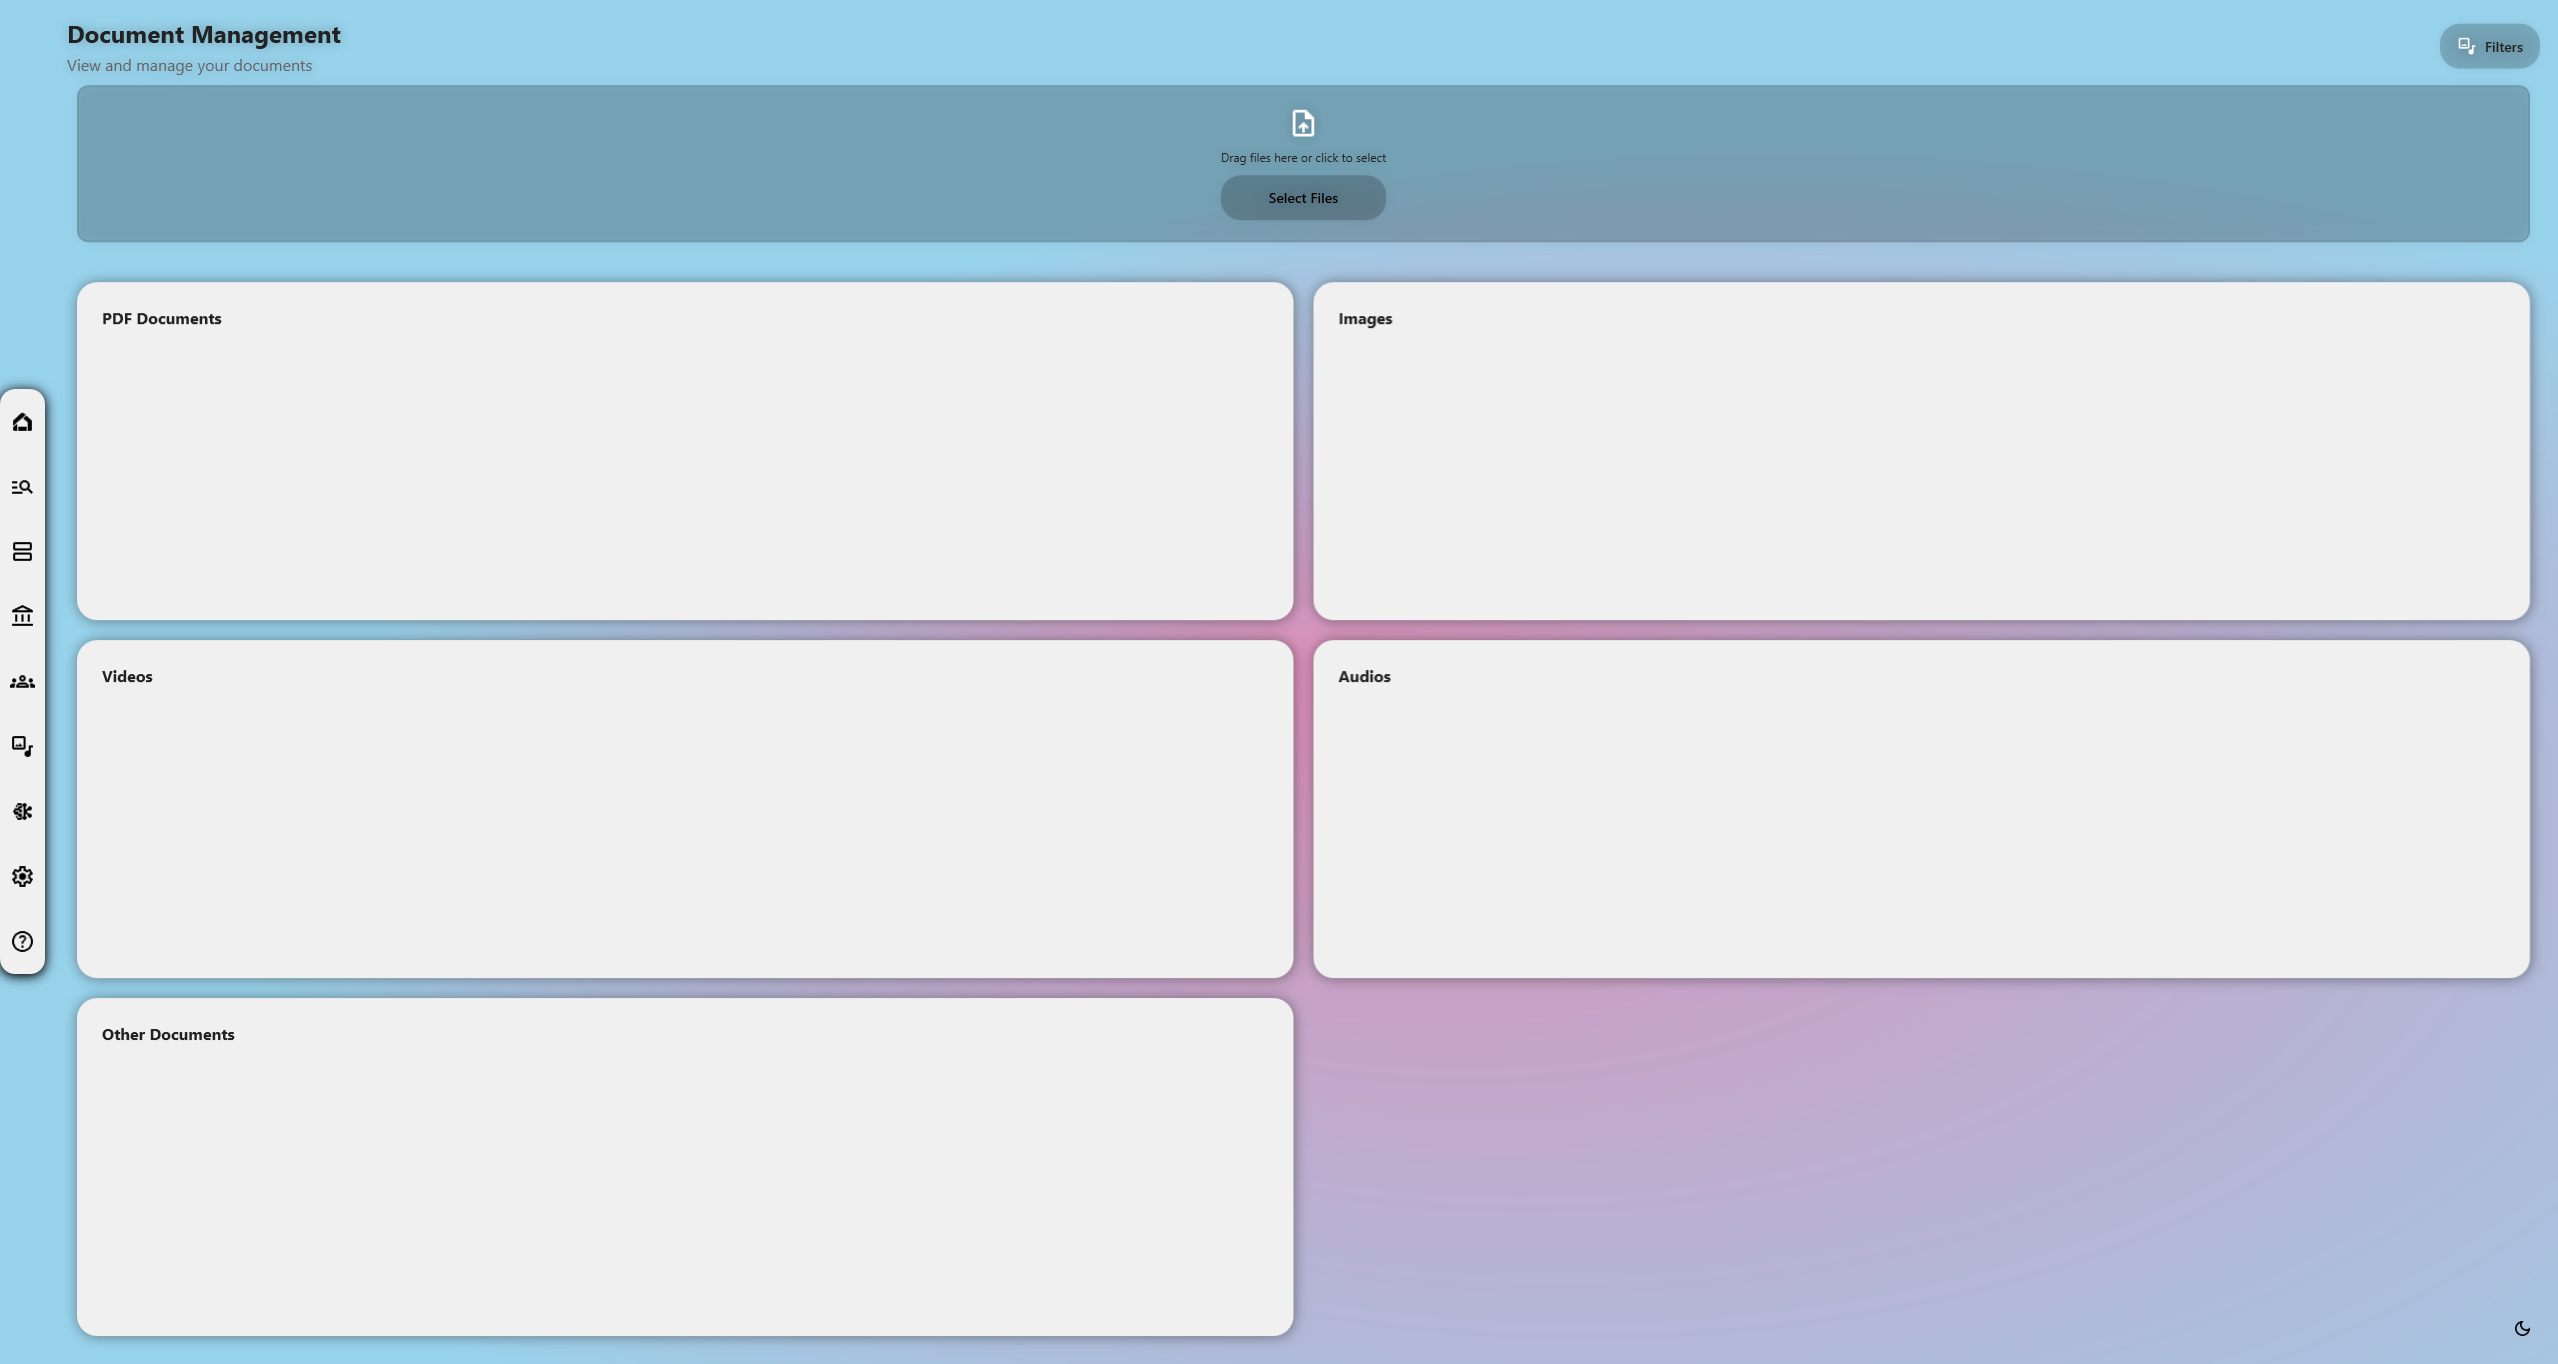 Document Management
View and manage your documents
Filters
Drag files here or click to select
Select Files
PDF Documents
Images
Videos
Audios
Other Documents